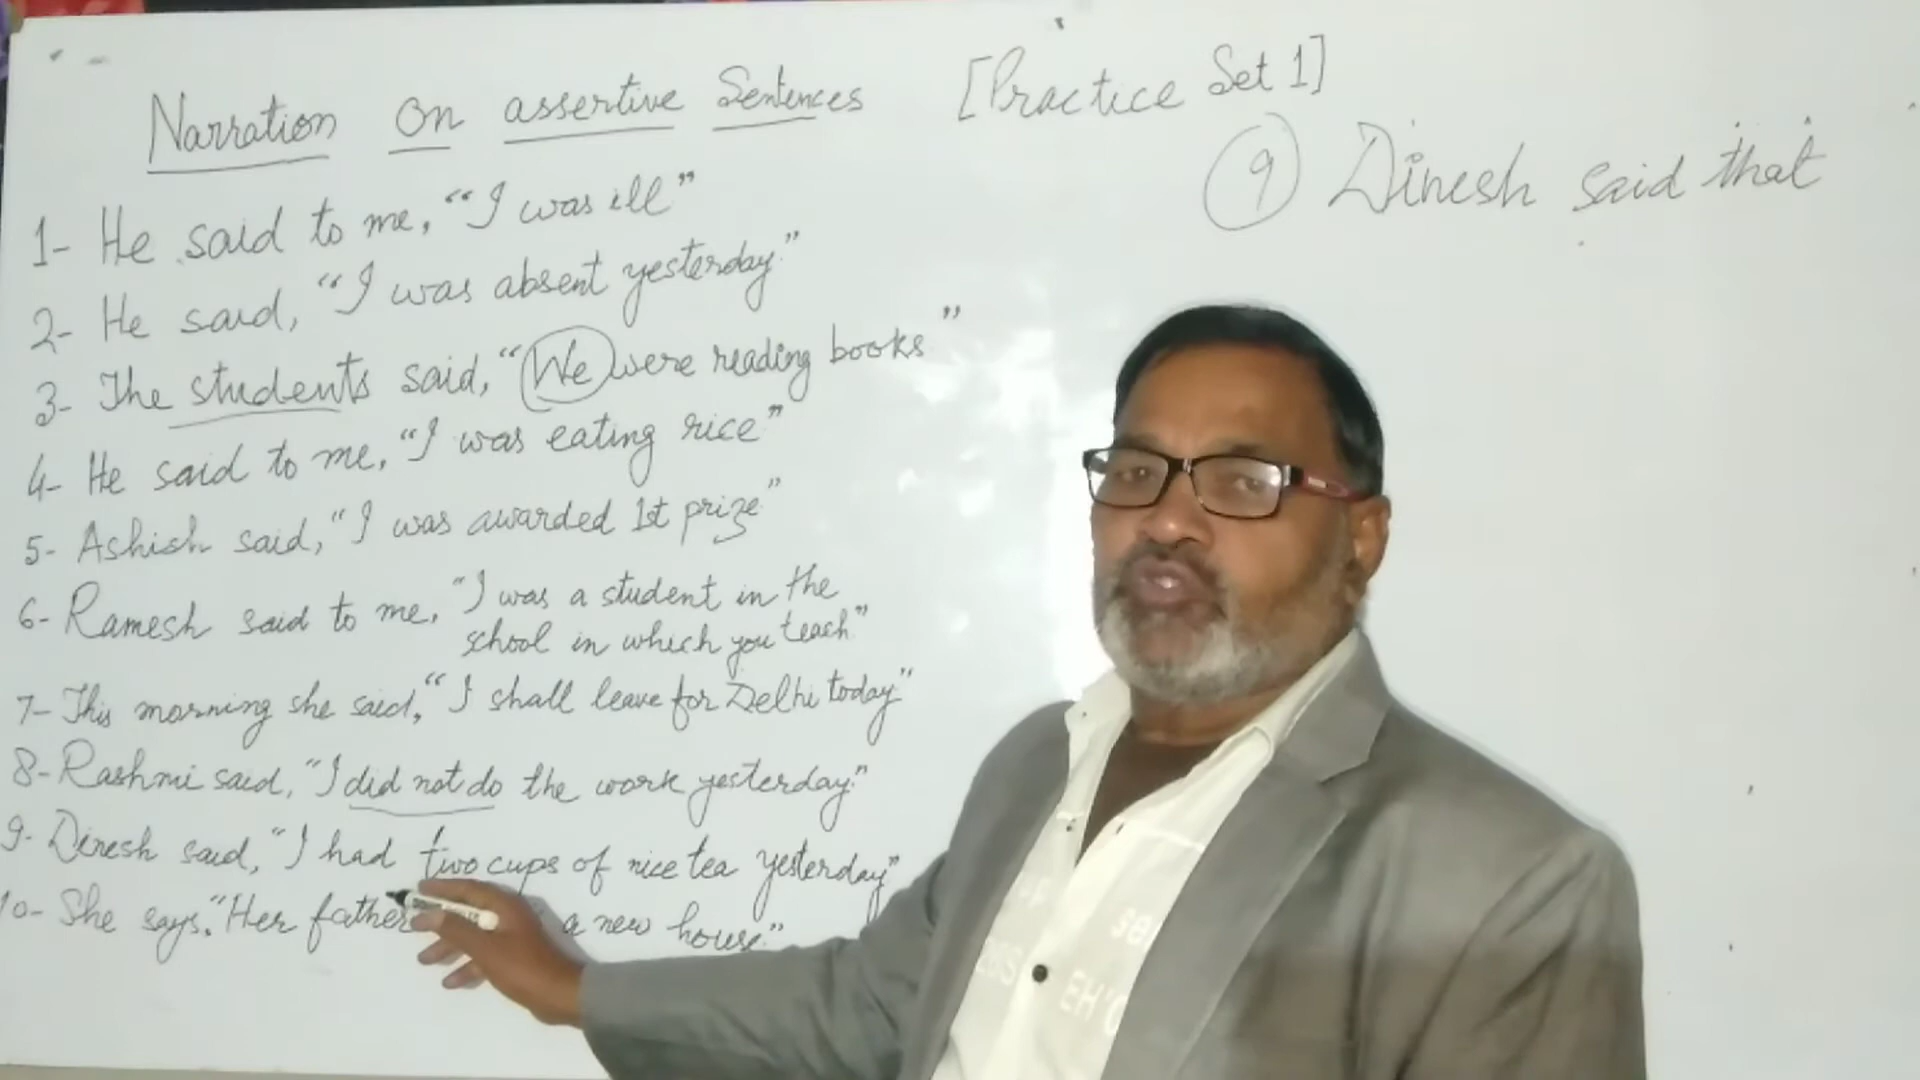 Narration on assertive Sentences [Practice Set 1]
1- He said to me, "I was ill"
2- He said, "I was absent yesterday."
3- The students said, "We were reading books"
4- He said to me, "I was eating rice"
5- Ashish said, "I was awarded 1st prize"
6- Ramesh said to me, "I was a student in the
school in which you teach"
7- This morning she said, "I shall leave for Delhi today"
8- Rashmi said, "I did not do the work yesterday."
9- Dinesh said, "I had two cups of nice tea yesterday"
10- She says, "Her father a new house"
9 Dinesh said that